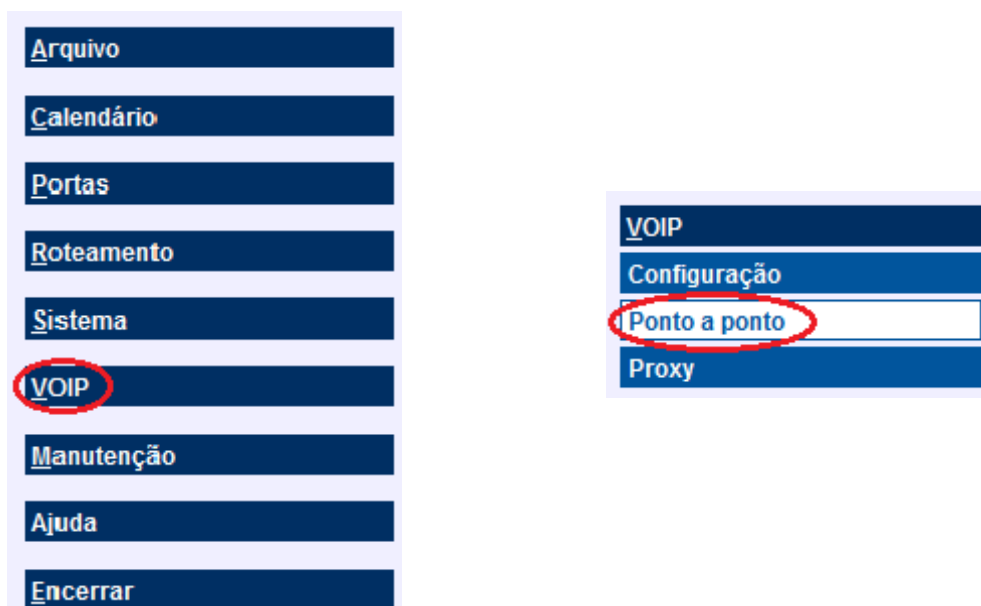 Arquivo
Calendário
Portas
Roteamento
Sistema
VOIP
Manutenção
Ajuda
Encerrar
VOIP
Configuração
Ponto a ponto
Proxy